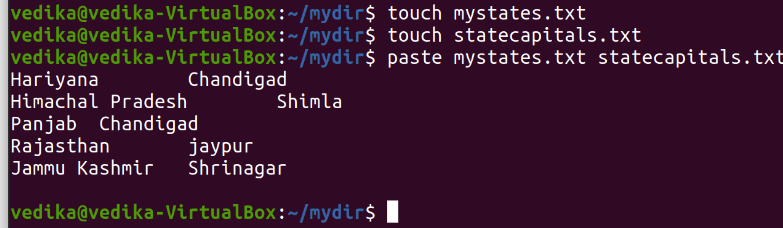 vedika@vedika-VirtualBox:~/mydir$ touch mystates.txt
vedika@vedika-VirtualBox:~/mydir$ touch statecapitals.txt
vedika@vedika-VirtualBox:~/mydir$ paste mystates.txt statecapitals.txt
Hariyana        Chandigad
Himachal Pradesh        Shimla
Panjab  Chandigad
Rajasthan       jaypur
Jammu Kashmir   Shrinagar
vedika@vedika-VirtualBox:~/mydir$